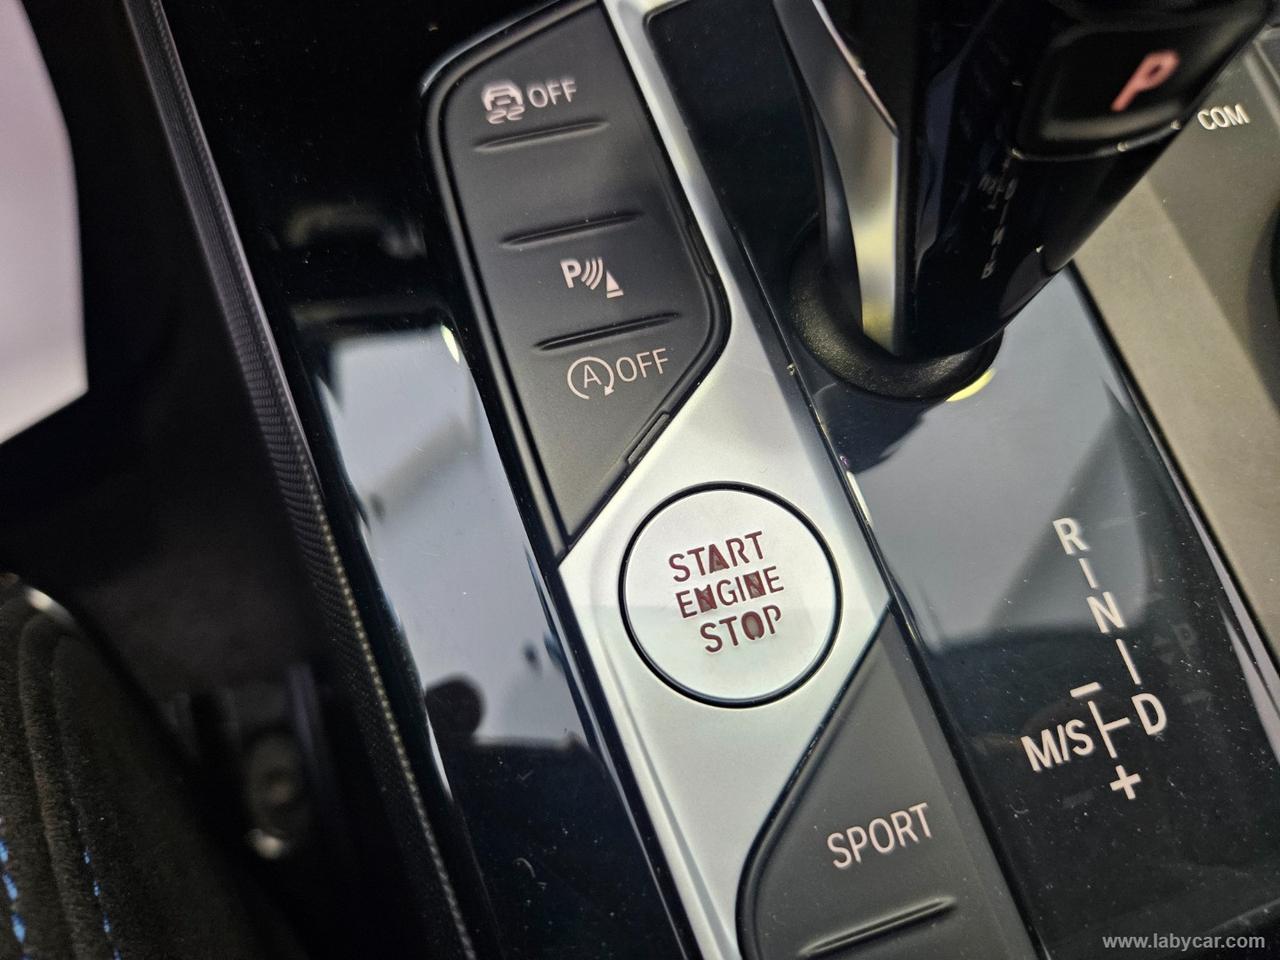 OFF
P
COM
P
A OFF
START
ENGINE
STOP
R
N
D
M/S
+
SPORT
www.labycar.com